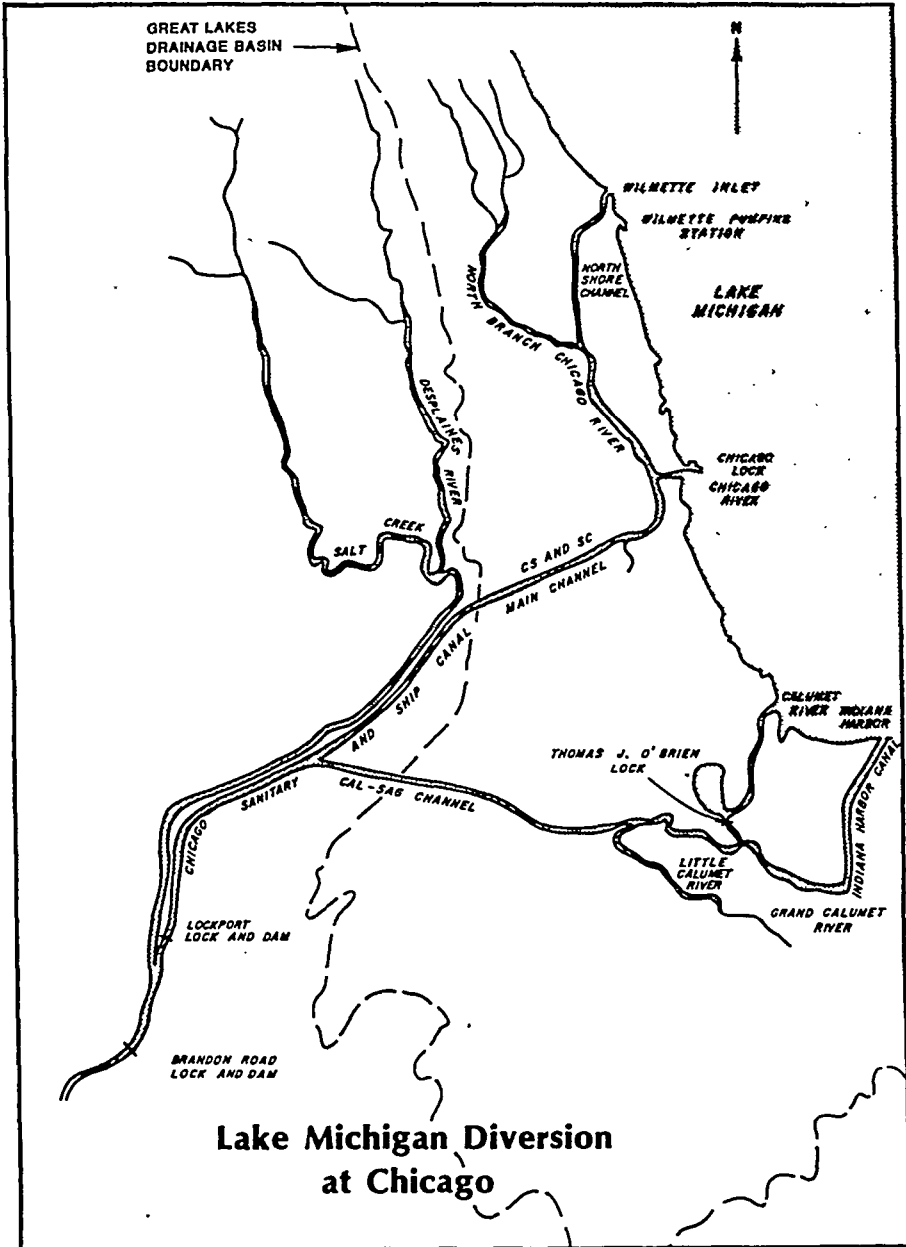 GREAT LAKES
DRAINAGE BASIN
BOUNDARY
N
WILMETTE INLET
WILMETTE PUMPING
STATION
NORTH
SHORE
CHANNEL
LAKE
MICHIGAN
NORTH BRANCH CHICAGO RIVER
DESPLAINES RIVER
CHICAGO
LOCK
CHICAGO
RIVER
SALT CREEK
CS AND SC
MAIN CHANNEL
CHICAGO SANITARY AND SHIP CANAL
CALUMET
RIVER
INDIANA
HARBOR
THOMAS J. O'BRIEN
LOCK
CAL-SAG CHANNEL
INDIANA HARBOR CANAL
LITTLE
CALUMET
RIVER
GRAND CALUMET
RIVER
LOCKPORT
LOCK AND DAM
BRANDON ROAD
LOCK AND DAM
Lake Michigan Diversion
at Chicago